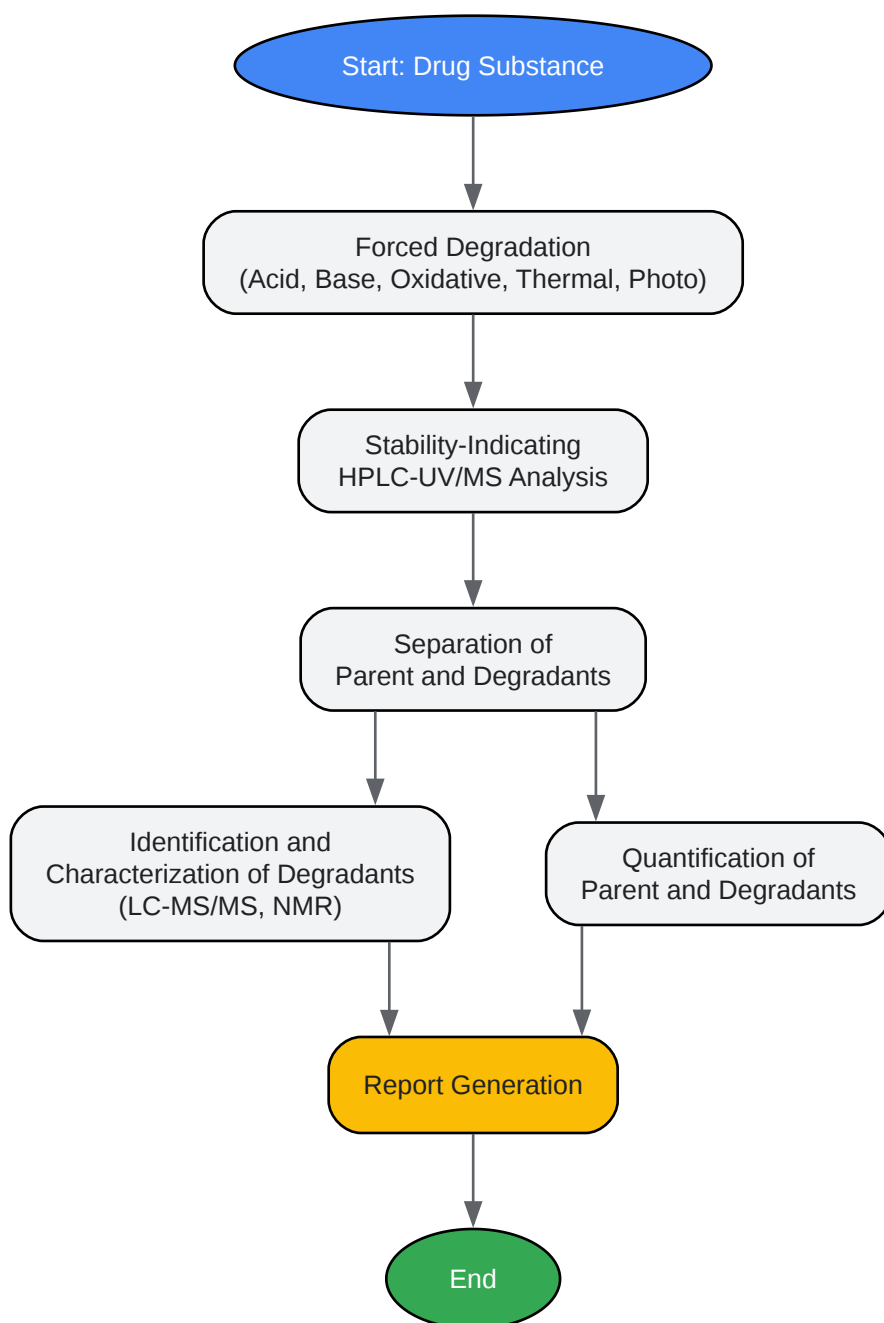 Start: Drug Substance
Forced Degradation
(Acid, Base, Oxidative, Thermal, Photo)
Stability-Indicating
HPLC-UV/MS Analysis
Separation of
Parent and Degradants
Identification and
Characterization of Degradants
(LC-MS/MS, NMR)
Quantification of
Parent and Degradants
Report Generation
End